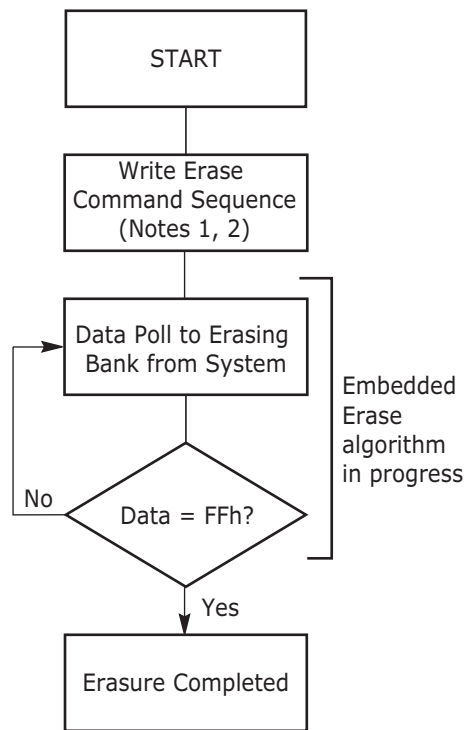 START
Write Erase
Command Sequence
(Notes 1, 2)
Data Poll to Erasing
Bank from System
Embedded
Erase
algorithm
in progress
No
Data = FFh?
Yes
Erasure Completed